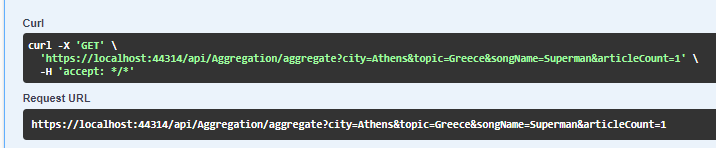 Curl
curl -X 'GET' \
'https://localhost:44314/api/Aggregation/aggregate?city=Athens&topic=Greece&songName=Superman&articleCount=1' \
-H 'accept: */*'
Request URL
https://localhost:44314/api/Aggregation/aggregate?city=Athens&topic=Greece&songName=Superman&articleCount=1